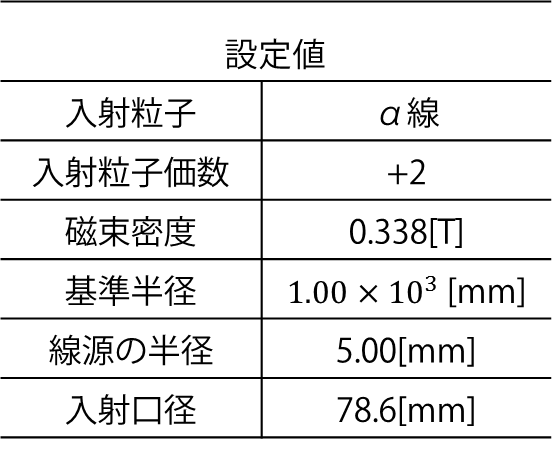 設定値
入射粒子 α線
入射粒子価数 +2
磁束密度 0.338[T]
基準半径 1.00 × 10³ [mm]
線源の半径 5.00[mm]
入射口径 78.6[mm]